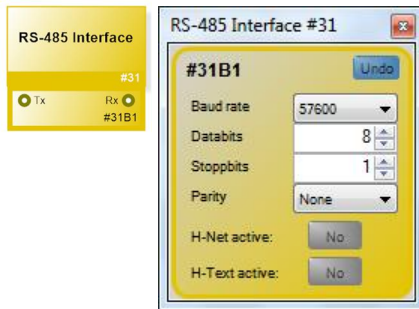 RS-485 Interface
#31
Tx Rx
#31B1
RS-485 Interface #31
#31B1 Undo
Baud rate 57600
Databits 8
Stoppbits 1
Parity None
H-Net active: No
H-Text active: No